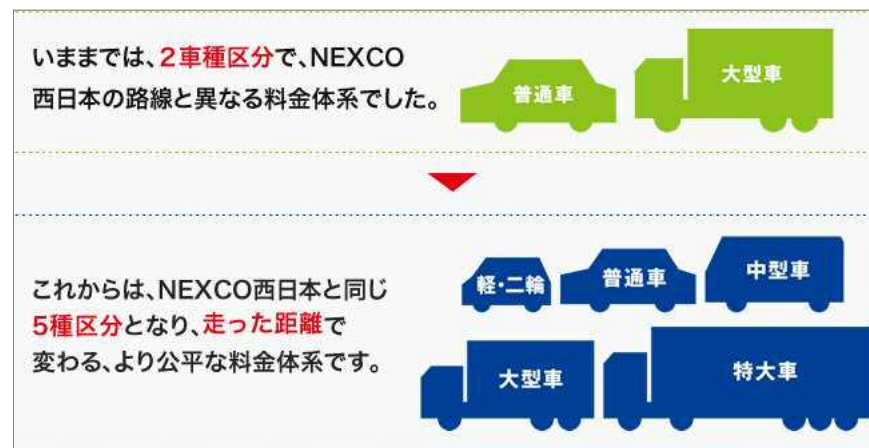 いままでは、２車種区分で、NEXCO
西日本の路線と異なる料金体系でした。
普通車
大型車
これからは、NEXCO西日本と同じ
5種区分となり、走った距離で
変わる、より公平な料金体系です。
軽・二輪
普通車
中型車
大型車
特大車